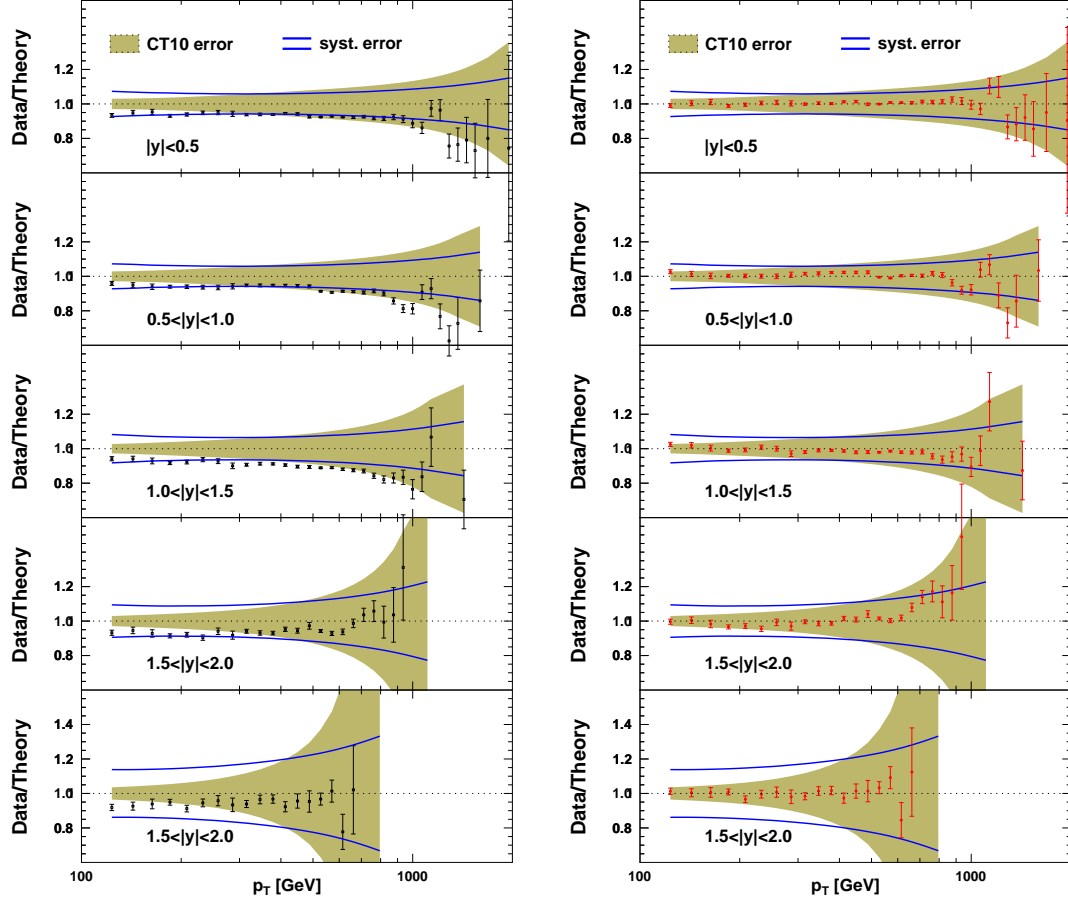 CT10 error
syst. error
Data/Theory
1.2
1.0
0.8
|y|<0.5
Data/Theory
1.2
1.0
0.8
0.5<|y|<1.0
Data/Theory
1.2
1.0
0.8
1.0<|y|<1.5
Data/Theory
1.2
1.0
0.8
1.5<|y|<2.0
Data/Theory
1.4
1.2
1.0
0.8
1.5<|y|<2.0
100
1000
p_T [GeV]
CT10 error
syst. error
Data/Theory
1.2
1.0
0.8
|y|<0.5
Data/Theory
1.2
1.0
0.8
0.5<|y|<1.0
Data/Theory
1.2
1.0
0.8
1.0<|y|<1.5
Data/Theory
1.2
1.0
0.8
1.5<|y|<2.0
Data/Theory
1.4
1.2
1.0
0.8
1.5<|y|<2.0
100
1000
p_T [GeV]